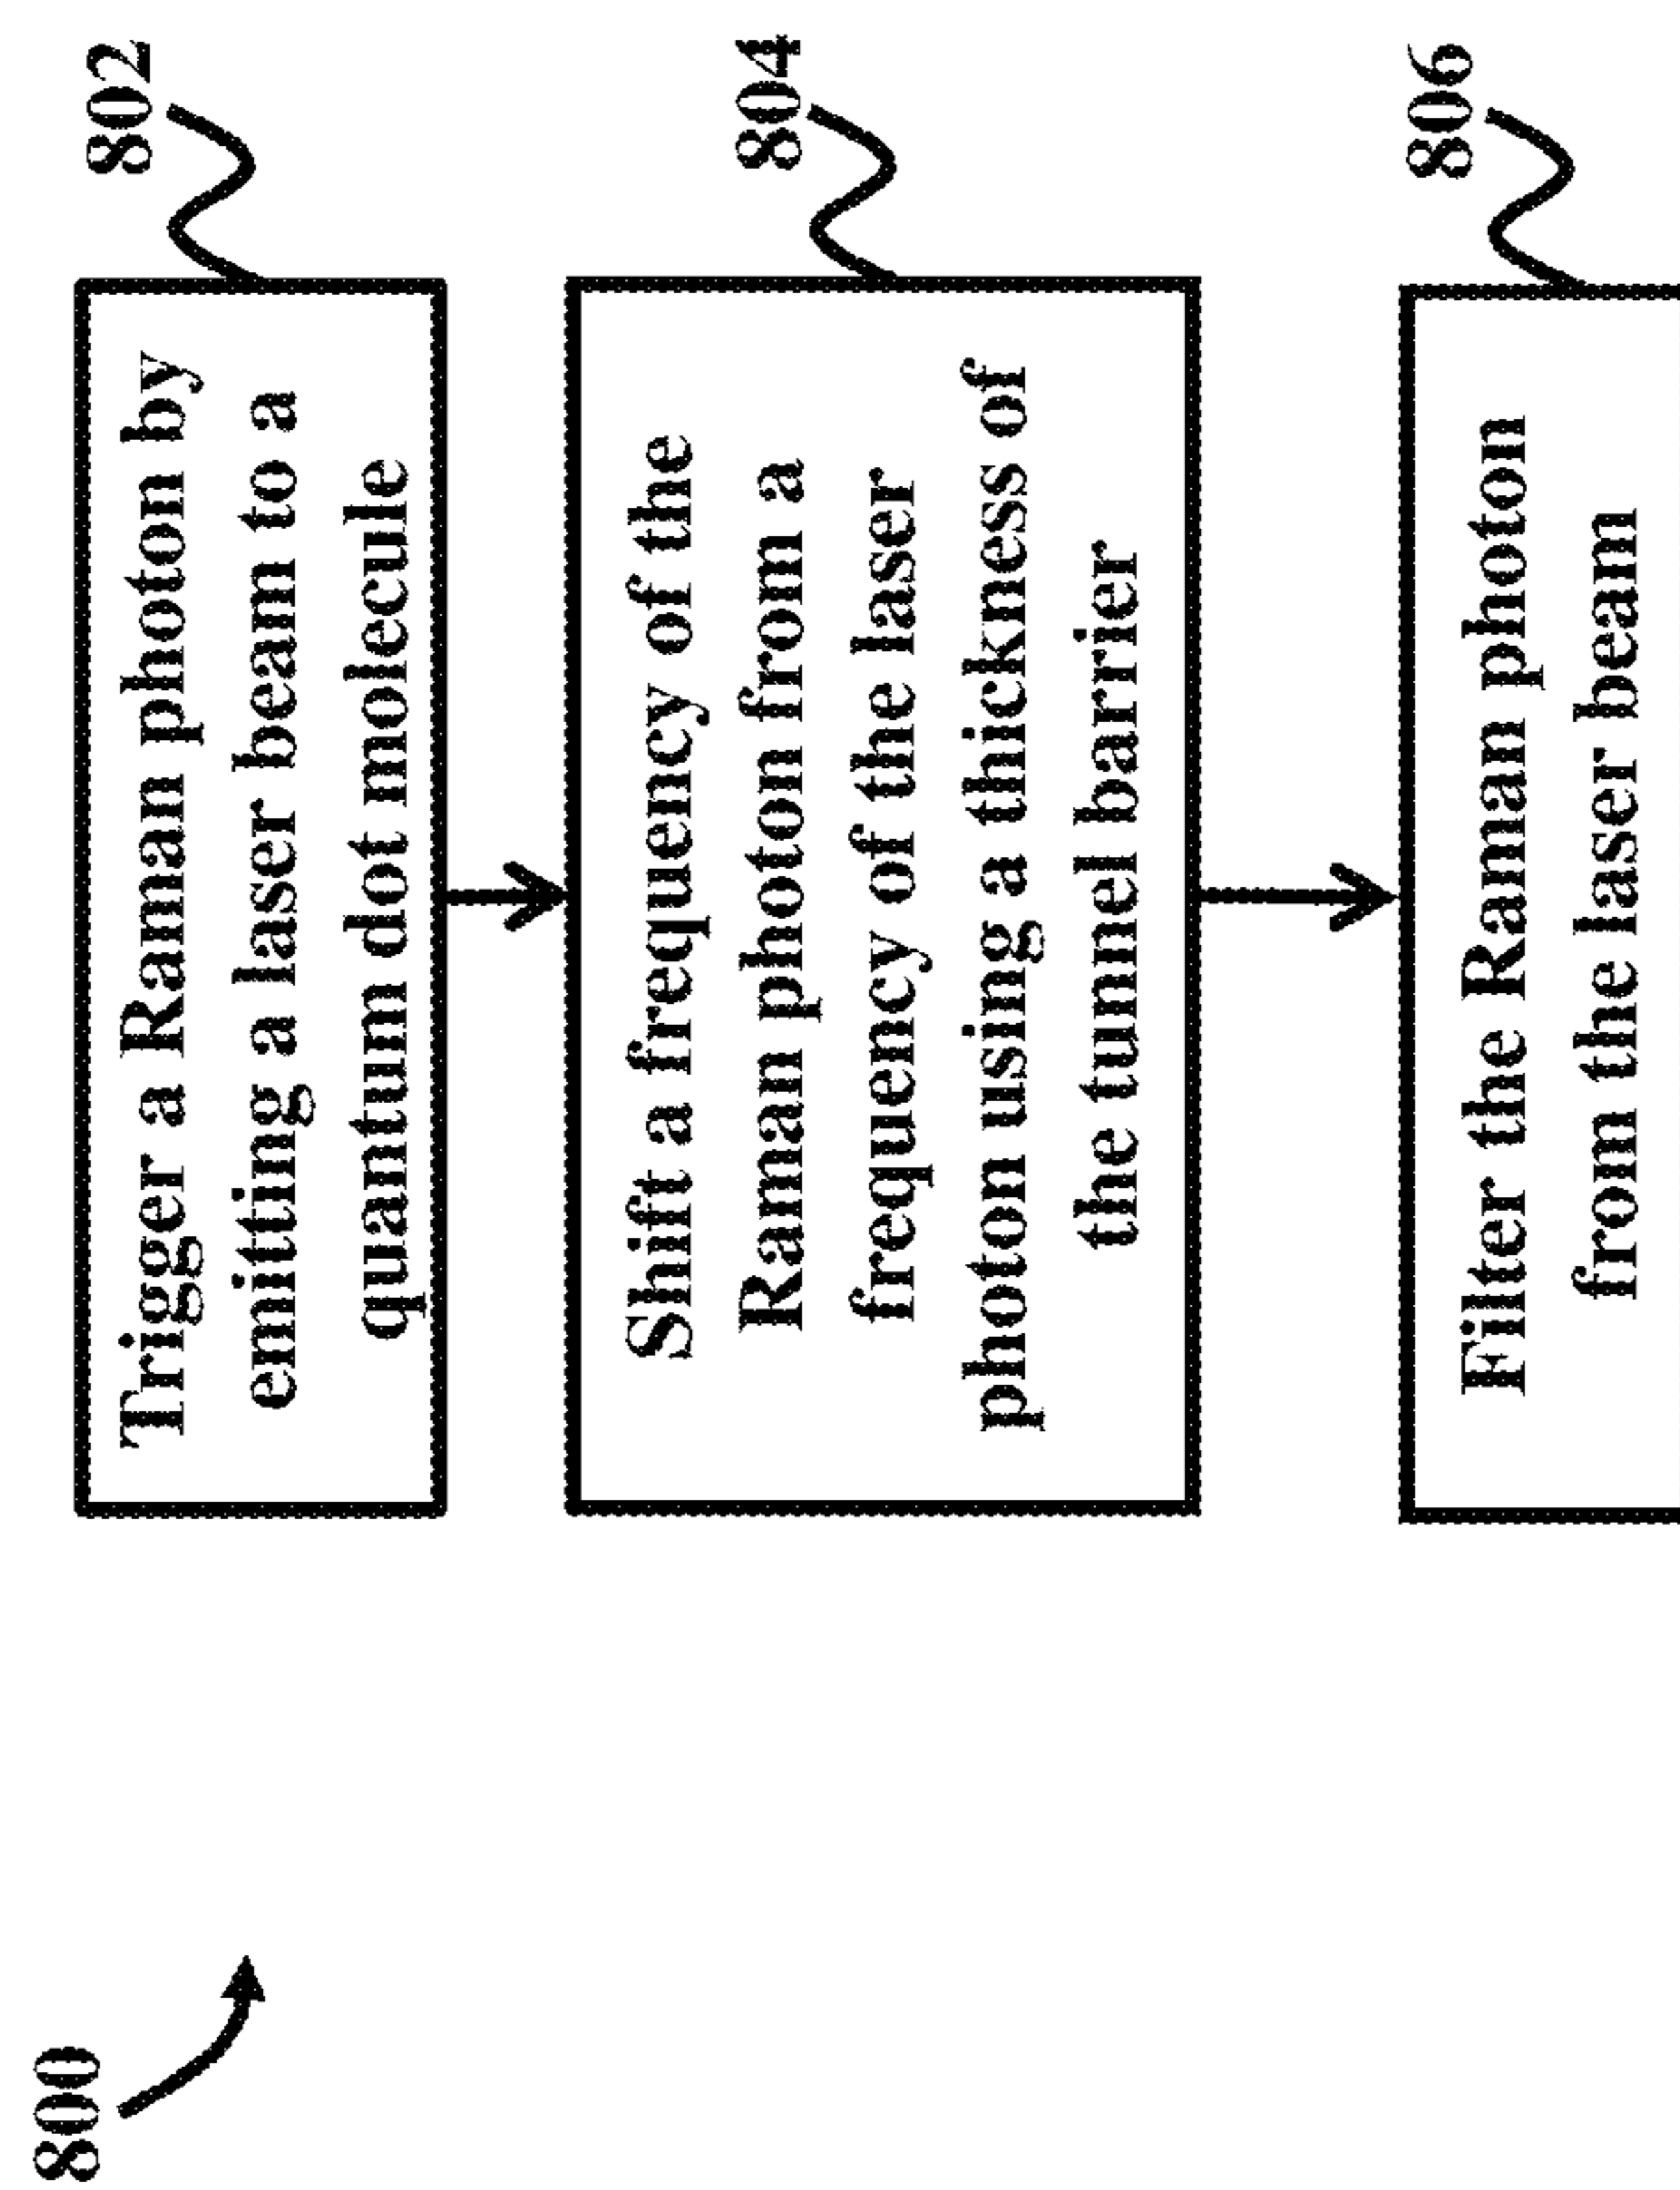 800
802
Trigger a Raman photon by
emitting a laser beam to a
quantum dot molecule
804
Shift a frequency of the
Raman photon from a
frequency of the laser
photon using a thickness of
the tunnel barrier
806
Filter the Raman photon
from the laser beam